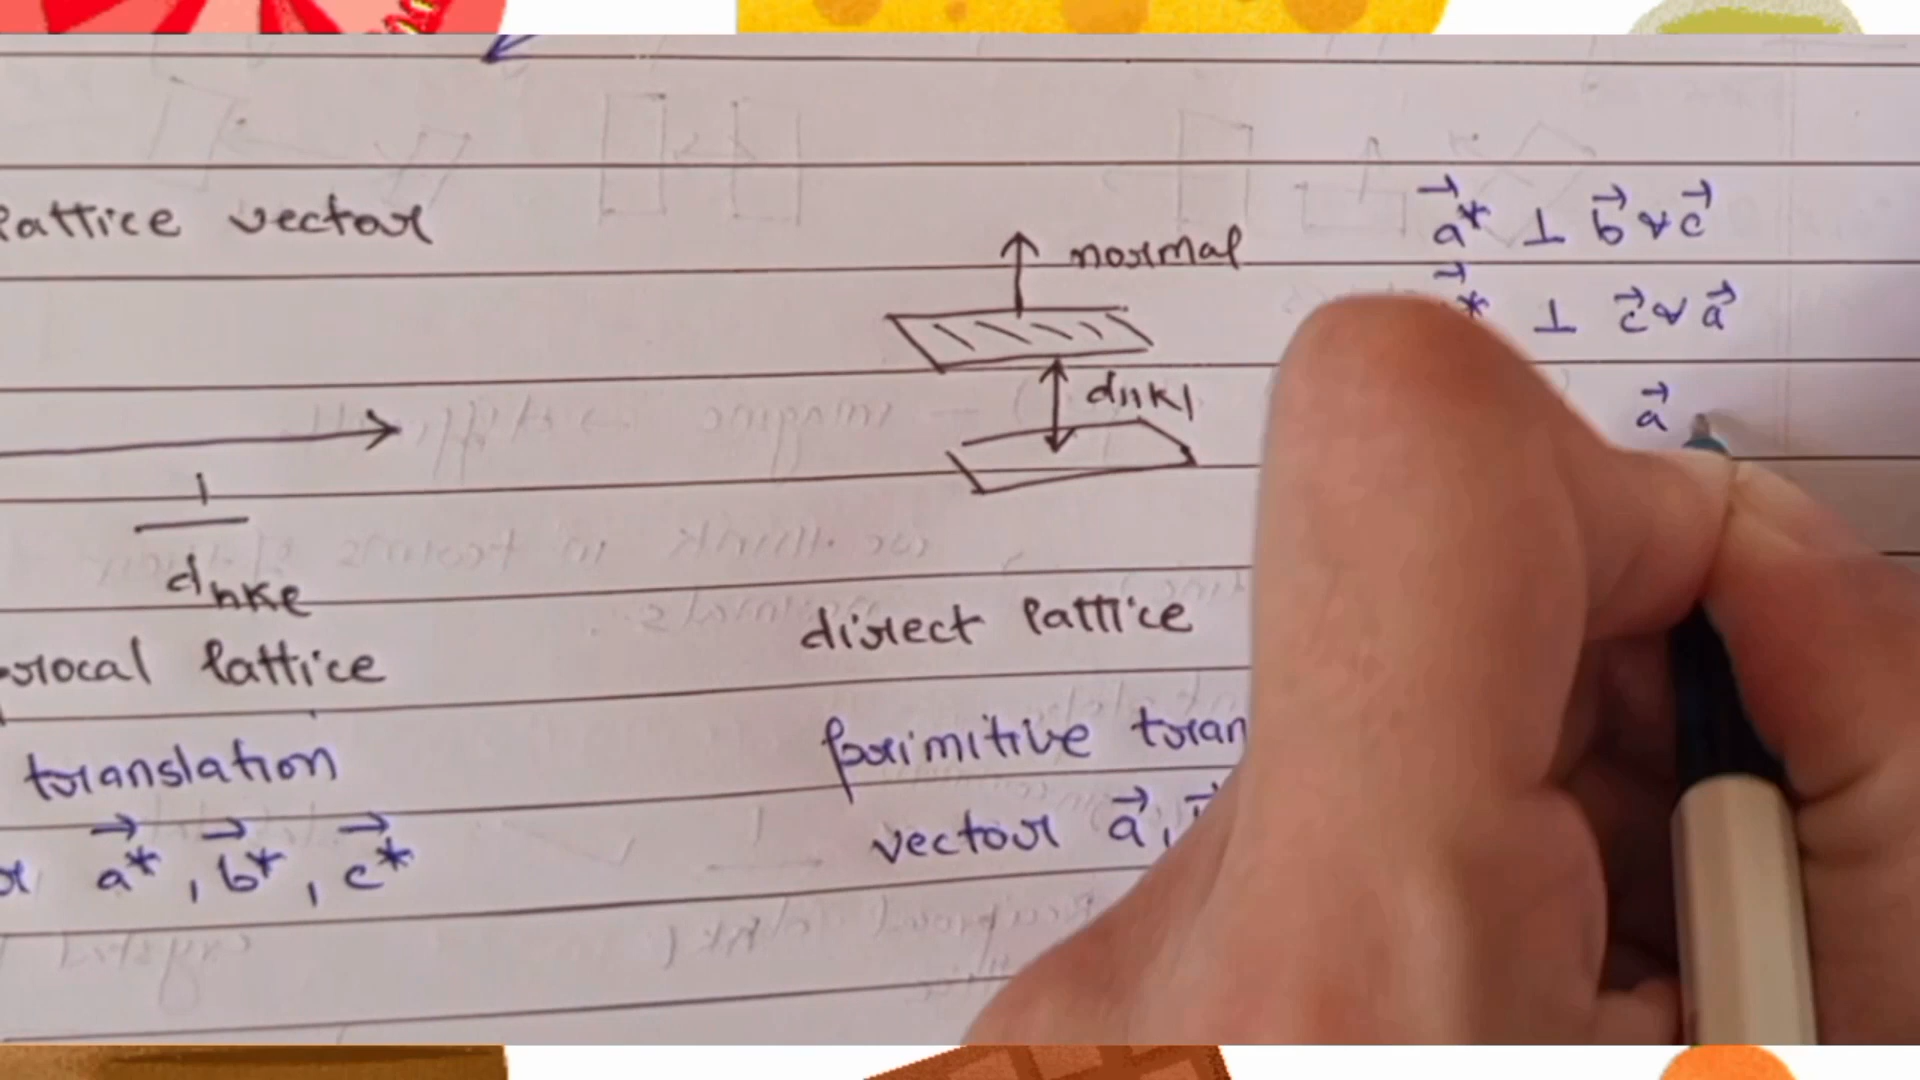 lattice vector
normal
a⃗* ⊥ b⃗ & c⃗
* ⊥ c⃗ & a⃗
dhkl
a⃗
1
dhkl
direct lattice
rocal lattice
primitive tran
translation
vector a⃗,
a⃗*, b⃗*, c⃗*